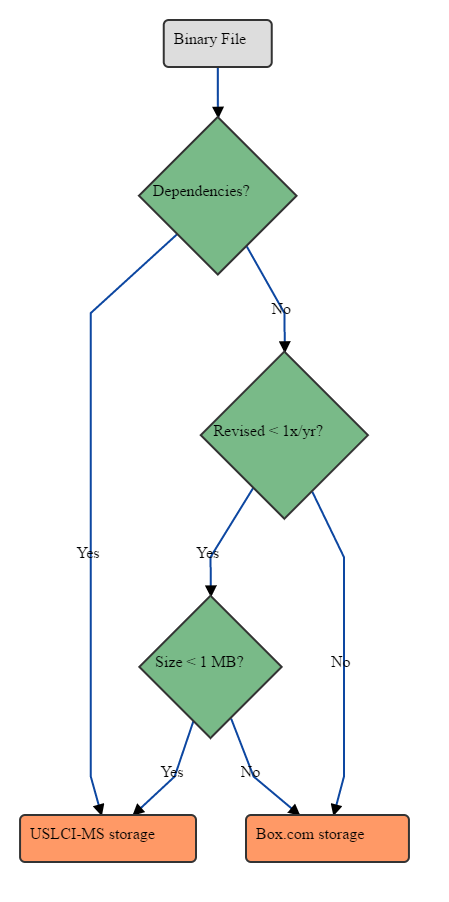 Binary File
Dependencies?
No
Revised < 1x/yr?
Yes
Yes
Size < 1 MB?
No
Yes
No
USLCI-MS storage
Box.com storage